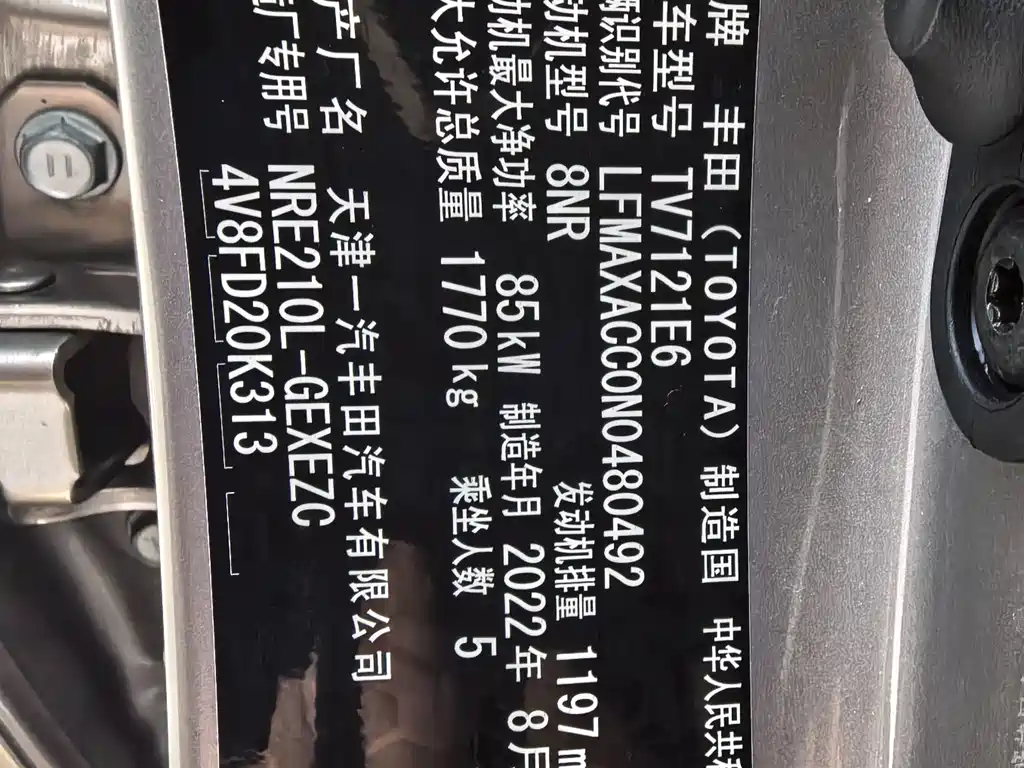 牌 丰田(TOYOTA) 制造国 中华人民共
车型号 TV7121E6
辆识别代号 LFMAXACC0N0480492
动机型号 8NR 发动机排量 1197m
动机最大净功率 85kW 制造年月 2022年 8月
大允许总质量 1770kg 乘坐人数 5
产厂名 天津一汽丰田汽车有限公司
厂专用号 NRE210L-GEXEZC
4V8FD20K313